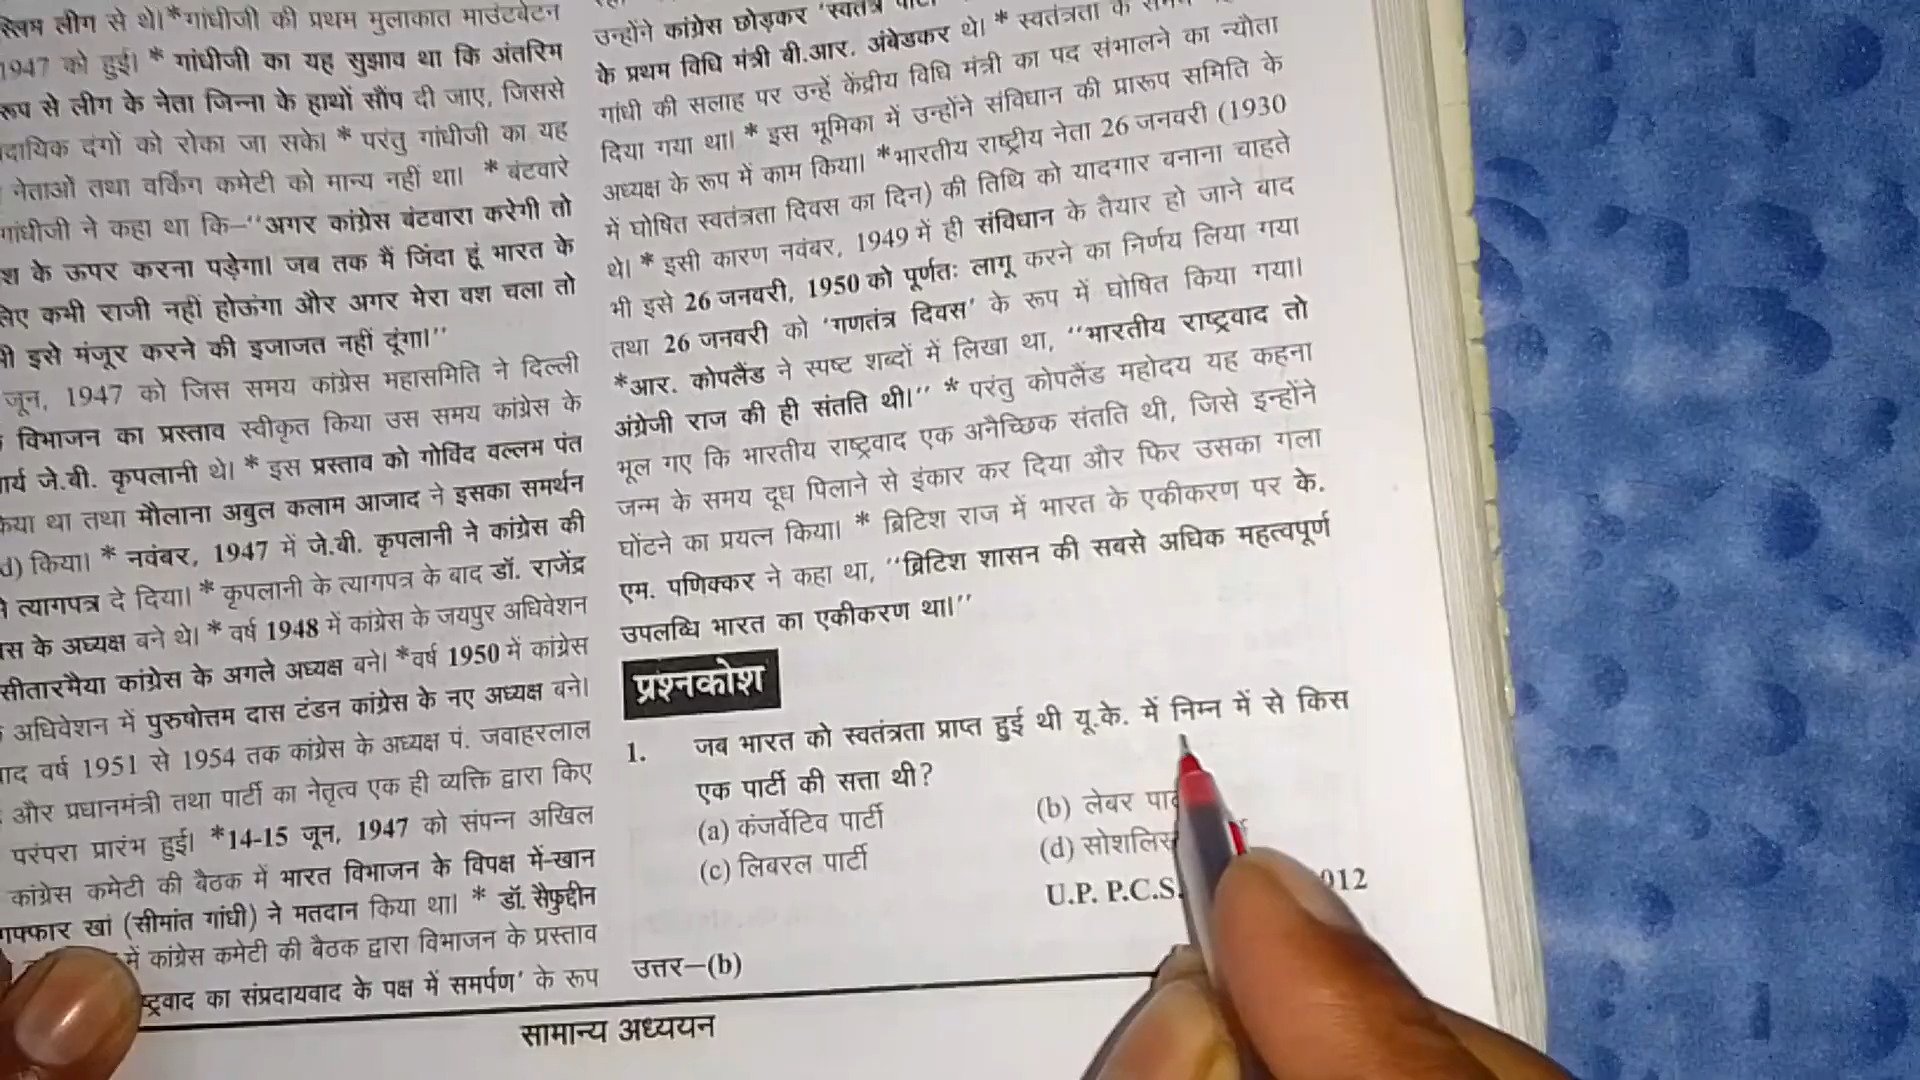 स्लिम लीग से थे। *गांधीजी की प्रथम मुलाकात माउंटबेटन
1947 को हुई। * गांधीजी का यह सुझाव था कि अंतरिम
रूप से लीग के नेता जिन्ना के हाथों सौंप दी जाए, जिससे
दायिक दंगों को रोका जा सके। * परंतु गांधीजी का यह
नेताओं तथा वर्किंग कमेटी को मान्य नहीं था। * बंटवारे
गांधीजी ने कहा था कि–“अगर कांग्रेस बंटवारा करेगी तो
श के ऊपर करना पड़ेगा। जब तक मैं जिंदा हूं भारत के
लिए कभी राजी नहीं होऊंगा और अगर मेरा वश चला तो
भी इसे मंजूर करने की इजाजत नहीं दूंगा।”
जून, 1947 को जिस समय कांग्रेस महासमिति ने दिल्ली
विभाजन का प्रस्ताव स्वीकृत किया उस समय कांग्रेस के
ार्य जे.बी. कृपलानी थे। * इस प्रस्ताव को गोविंद वल्लभ पंत
केया था तथा मौलाना अबुल कलाम आजाद ने इसका समर्थन
d) किया। * नवंबर, 1947 में जे.बी. कृपलानी ने कांग्रेस की
त्यागपत्र दे दिया। * कृपलानी के त्यागपत्र के बाद डॉ. राजेंद्र
स के अध्यक्ष बने थे। * वर्ष 1948 में कांग्रेस के जयपुर अधिवेशन
सीतारमैया कांग्रेस के अगले अध्यक्ष बने। *वर्ष 1950 में कांग्रेस
अधिवेशन में पुरुषोत्तम दास टंडन कांग्रेस के नए अध्यक्ष बने।
ाद वर्ष 1951 से 1954 तक कांग्रेस के अध्यक्ष पं. जवाहरलाल
और प्रधानमंत्री तथा पार्टी का नेतृत्व एक ही व्यक्ति द्वारा किए
परंपरा प्रारंभ हुई। *14-15 जून, 1947 को संपन्न अखिल
कांग्रेस कमेटी की बैठक में भारत विभाजन के विपक्ष में-खान
गफ्फार खां (सीमांत गांधी) ने मतदान किया था। * डॉ. सैफुद्दीन
में कांग्रेस कमेटी की बैठक द्वारा विभाजन के प्रस्ताव
ष्ट्रवाद का संप्रदायवाद के पक्ष में समर्पण’ के रूप
उन्होंने कांग्रेस छोड़कर ‘स्वतंत्र
के प्रथम विधि मंत्री बी.आर. अंबेडकर थे। * स्वतंत्रता के
गांधी की सलाह पर उन्हें केंद्रीय विधि मंत्री का पद संभालने का न्यौता
दिया गया था। * इस भूमिका में उन्होंने संविधान की प्रारूप समिति के
अध्यक्ष के रूप में काम किया। *भारतीय राष्ट्रीय नेता 26 जनवरी (1930
में घोषित स्वतंत्रता दिवस का दिन) की तिथि को यादगार बनाना चाहते
थे। * इसी कारण नवंबर, 1949 में ही संविधान के तैयार हो जाने बाद
भी इसे 26 जनवरी, 1950 को पूर्णतः लागू करने का निर्णय लिया गया
तथा 26 जनवरी को ‘गणतंत्र दिवस’ के रूप में घोषित किया गया।
*आर. कोपलैंड ने स्पष्ट शब्दों में लिखा था, “भारतीय राष्ट्रवाद तो
अंग्रेजी राज की ही संतति थी।” * परंतु कोपलैंड महोदय यह कहना
भूल गए कि भारतीय राष्ट्रवाद एक अनैच्छिक संतति थी, जिसे इन्होंने
जन्म के समय दूध पिलाने से इंकार कर दिया और फिर उसका गला
घोंटने का प्रयत्न किया। * ब्रिटिश राज में भारत के एकीकरण पर के.
एम. पणिक्कर ने कहा था, “ब्रिटिश शासन की सबसे अधिक महत्वपूर्ण
उपलब्धि भारत का एकीकरण था।”
प्रश्नकोश
1. जब भारत को स्वतंत्रता प्राप्त हुई थी यू.के. में निम्न में से किस
एक पार्टी की सत्ता थी?
(a) कंजर्वेटिव पार्टी (b) लेबर
(c) लिबरल पार्टी (d)
U.P. P.C.S.
उत्तर–(b)
सामान्य अध्ययन